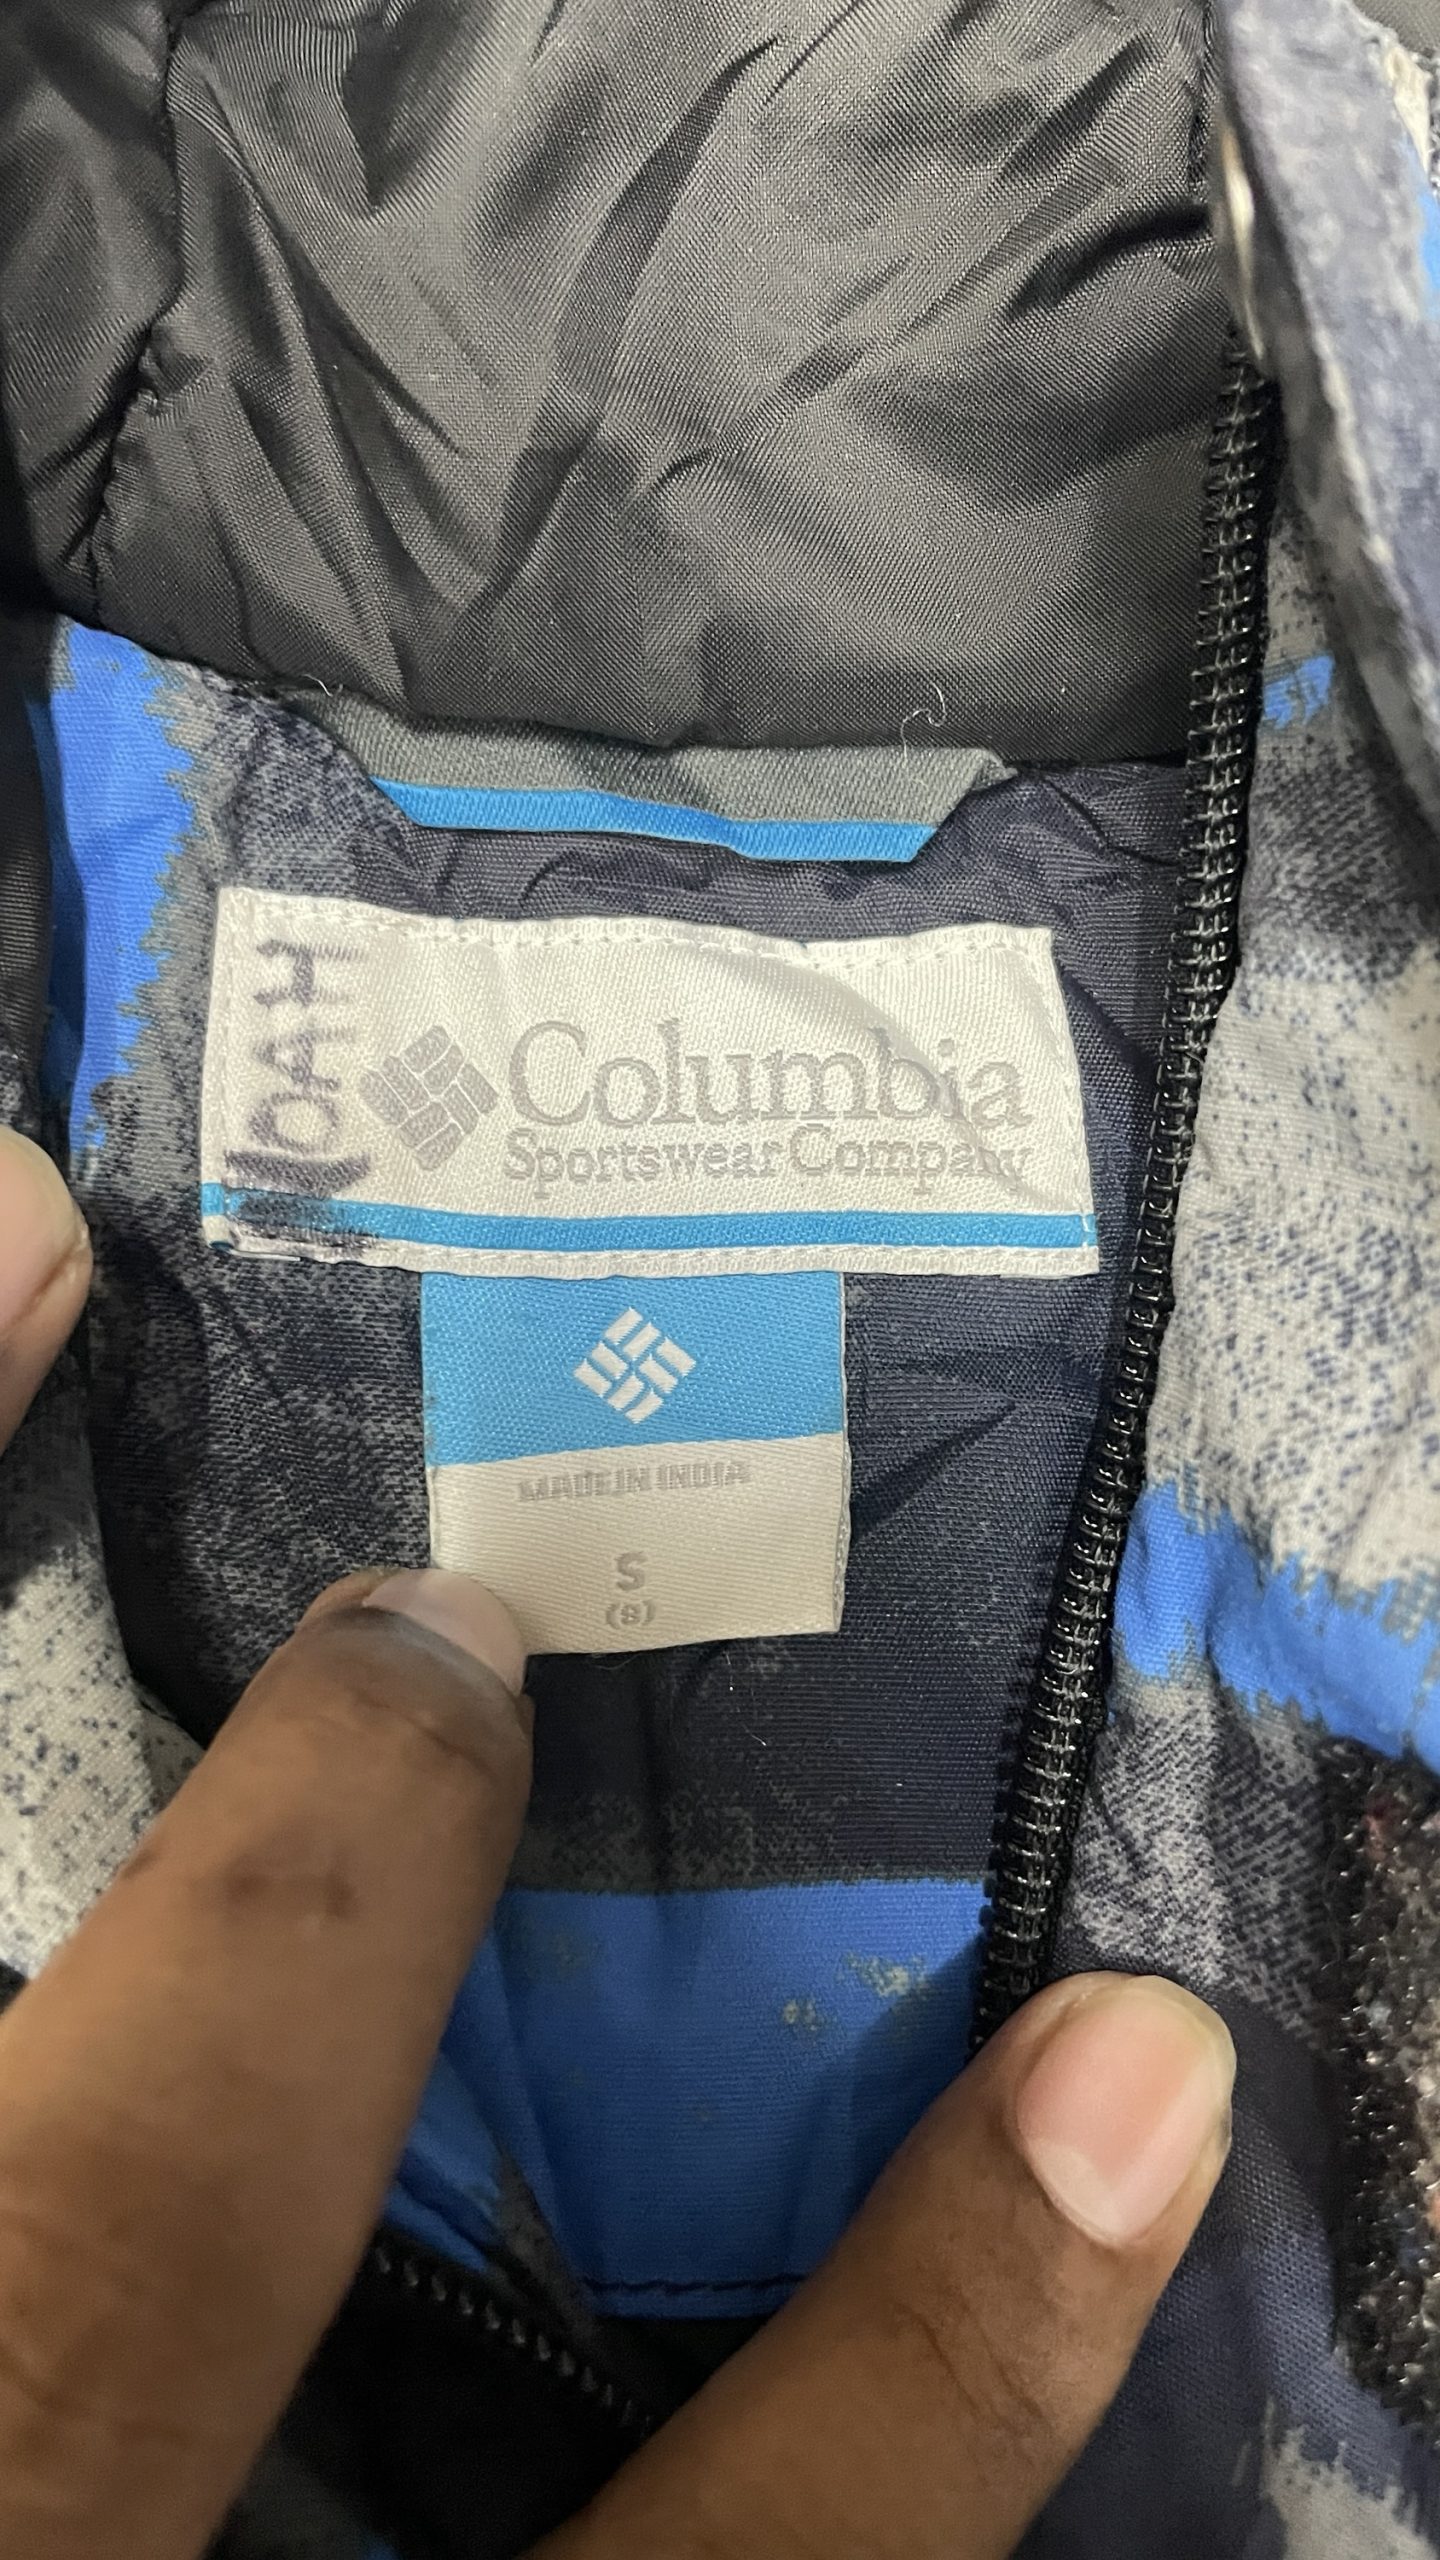 NOAH
Columbia
Sportswear Company
MADE IN INDIA
S
(8)